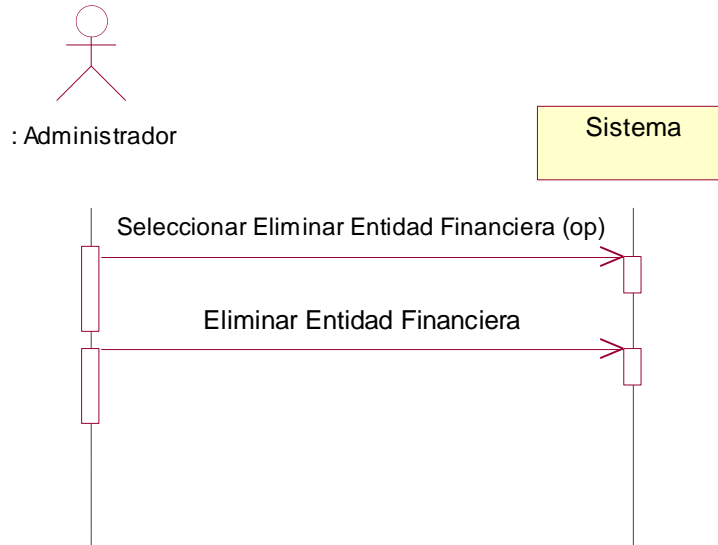 : Administrador
Sistema
Seleccionar Eliminar Entidad Financiera (op)
Eliminar Entidad Financiera